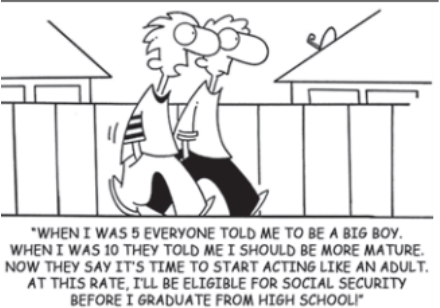 "WHEN I WAS 5 EVERYONE TOLD ME TO BE A BIG BOY.
WHEN I WAS 10 THEY TOLD ME I SHOULD BE MORE MATURE.
NOW THEY SAY IT'S TIME TO START ACTING LIKE AN ADULT.
AT THIS RATE, I'LL BE ELIGIBLE FOR SOCIAL SECURITY
BEFORE I GRADUATE FROM HIGH SCHOOL!"